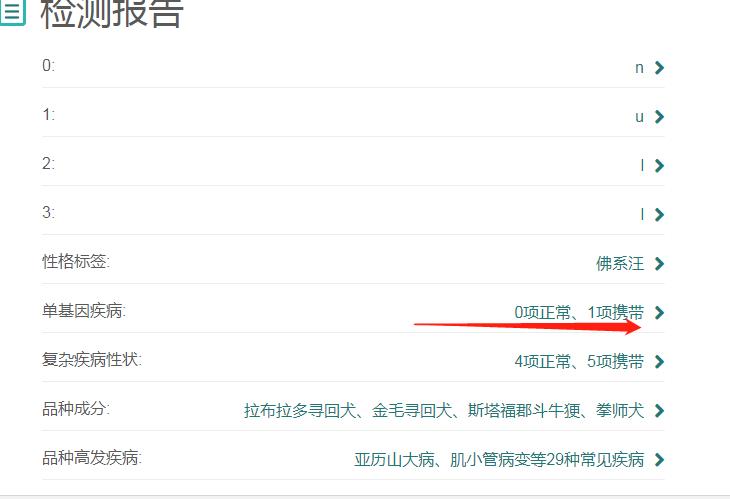 检测报告
0: n
1: u
2: l
3: l
性格标签: 佛系汪
单基因疾病: 0项正常、1项携带
复杂疾病性状: 4项正常、5项携带
品种成分: 拉布拉多寻回犬、金毛寻回犬、斯塔福郡斗牛㹴、拳师犬
品种高发疾病: 亚历山大病、肌小管病变等29种常见疾病